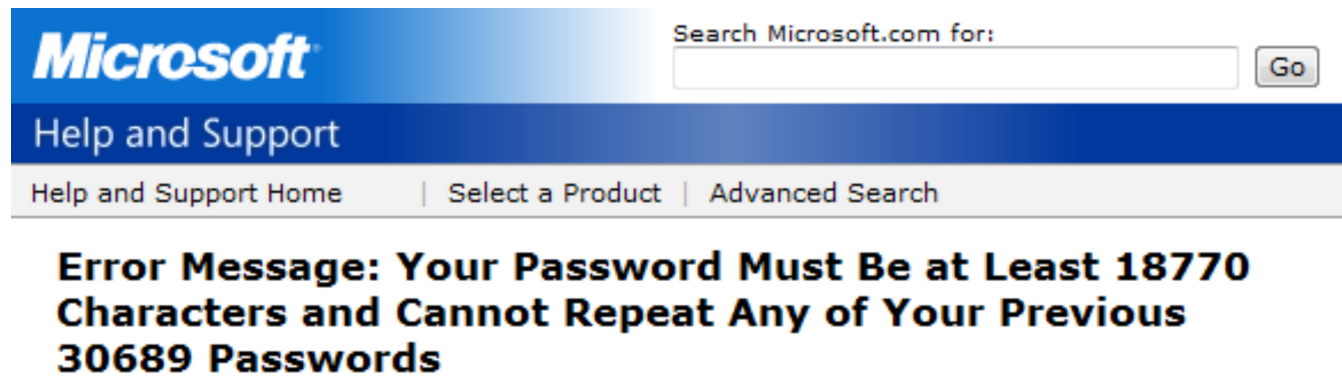 Microsoft
Search Microsoft.com for:
Go
Help and Support
Help and Support Home | Select a Product | Advanced Search
Error Message: Your Password Must Be at Least 18770
Characters and Cannot Repeat Any of Your Previous
30689 Passwords